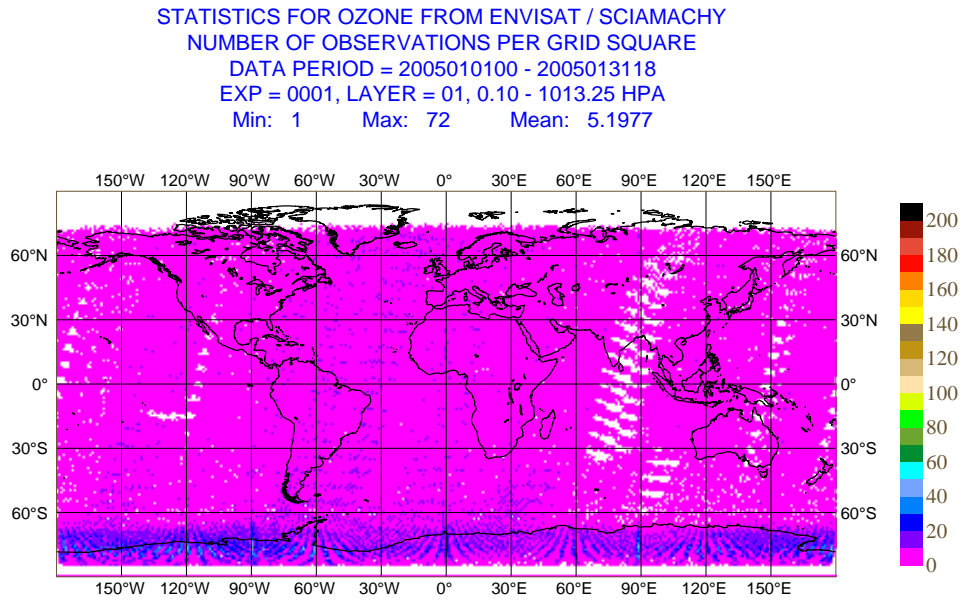 STATISTICS FOR OZONE FROM ENVISAT / SCIAMACHY
NUMBER OF OBSERVATIONS PER GRID SQUARE
DATA PERIOD = 2005010100 - 2005013118
EXP = 0001, LAYER = 01, 0.10 - 1013.25 HPA
Min: 1 Max: 72 Mean: 5.1977
150°W 120°W 90°W 60°W 30°W 0° 30°E 60°E 90°E 120°E 150°E
200
60°N 60°N
180
160
30°N 30°N
140
120
0° 0°
100
80
30°S 30°S
60
40
60°S 60°S
20
0
150°W 120°W 90°W 60°W 30°W 0° 30°E 60°E 90°E 120°E 150°E